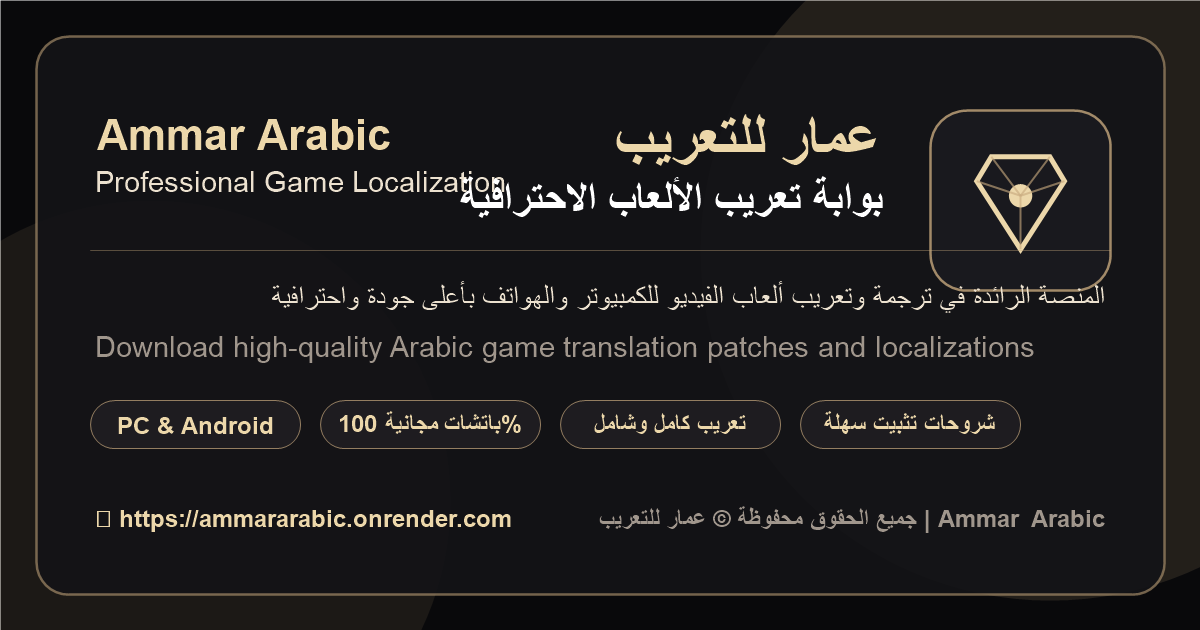 Ammar Arabic
عمار للتعريب
Professional Game Localization
بوابة تعريب الألعاب الاحترافية
المنصة الرائدة في ترجمة وتعريب ألعاب الفيديو للكمبيوتر والهواتف بأعلى جودة واحترافية
Download high-quality Arabic game translation patches and localizations
PC & Android
باتشات مجانية 100%
تعريب كامل وشامل
شروحات تثبيت سهلة
https://ammararabic.onrender.com
جميع الحقوق محفوظة © عمار للتعريب | Ammar Arabic